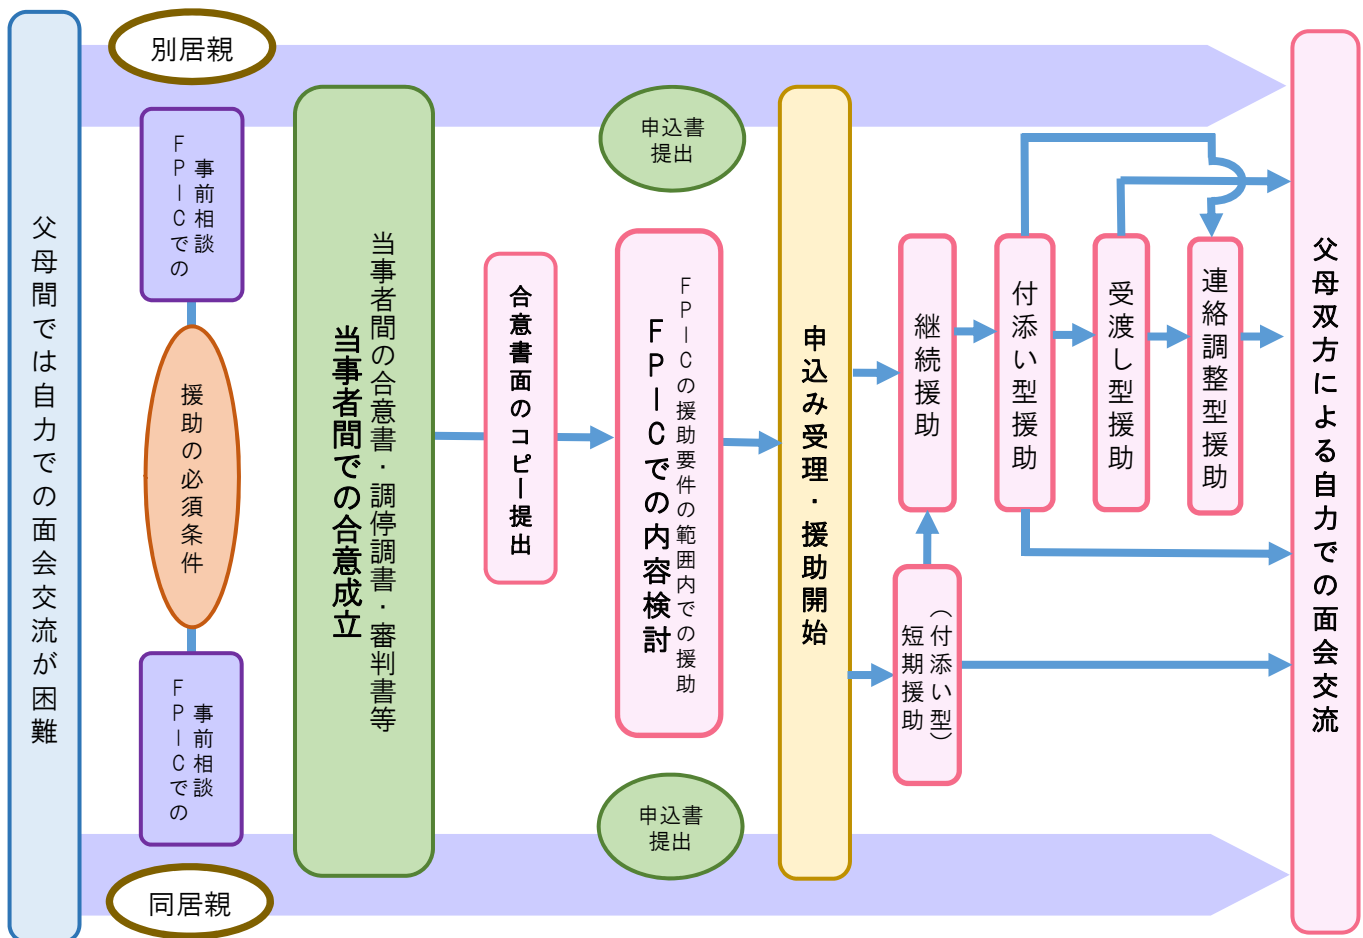 別居親
父母間では自力での面会交流が困難
FPICでの
事前相談
援助の必須条件
FPICでの
事前相談
同居親
当事者間での合意成立
当事者間の合意書・調停調書・審判書等
合意書面のコピー提出
申込書
提出
FPICでの内容検討
FPICの援助要件の範囲内での援助
申込書
提出
申込み受理・援助開始
継続援助
短期援助
（付添い型）
付添い型援助
受渡し型援助
連絡調整型援助
父母双方による自力での面会交流